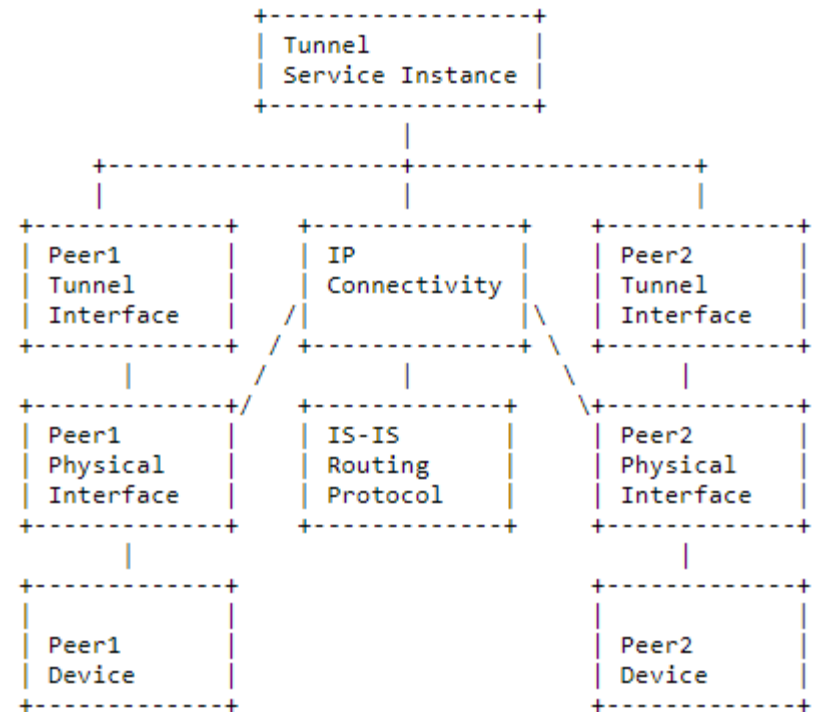 Tunnel
Service Instance
Peer1
Tunnel
Interface
IP
Connectivity
Peer2
Tunnel
Interface
Peer1
Physical
Interface
IS-IS
Routing
Protocol
Peer2
Physical
Interface
Peer1
Device
Peer2
Device